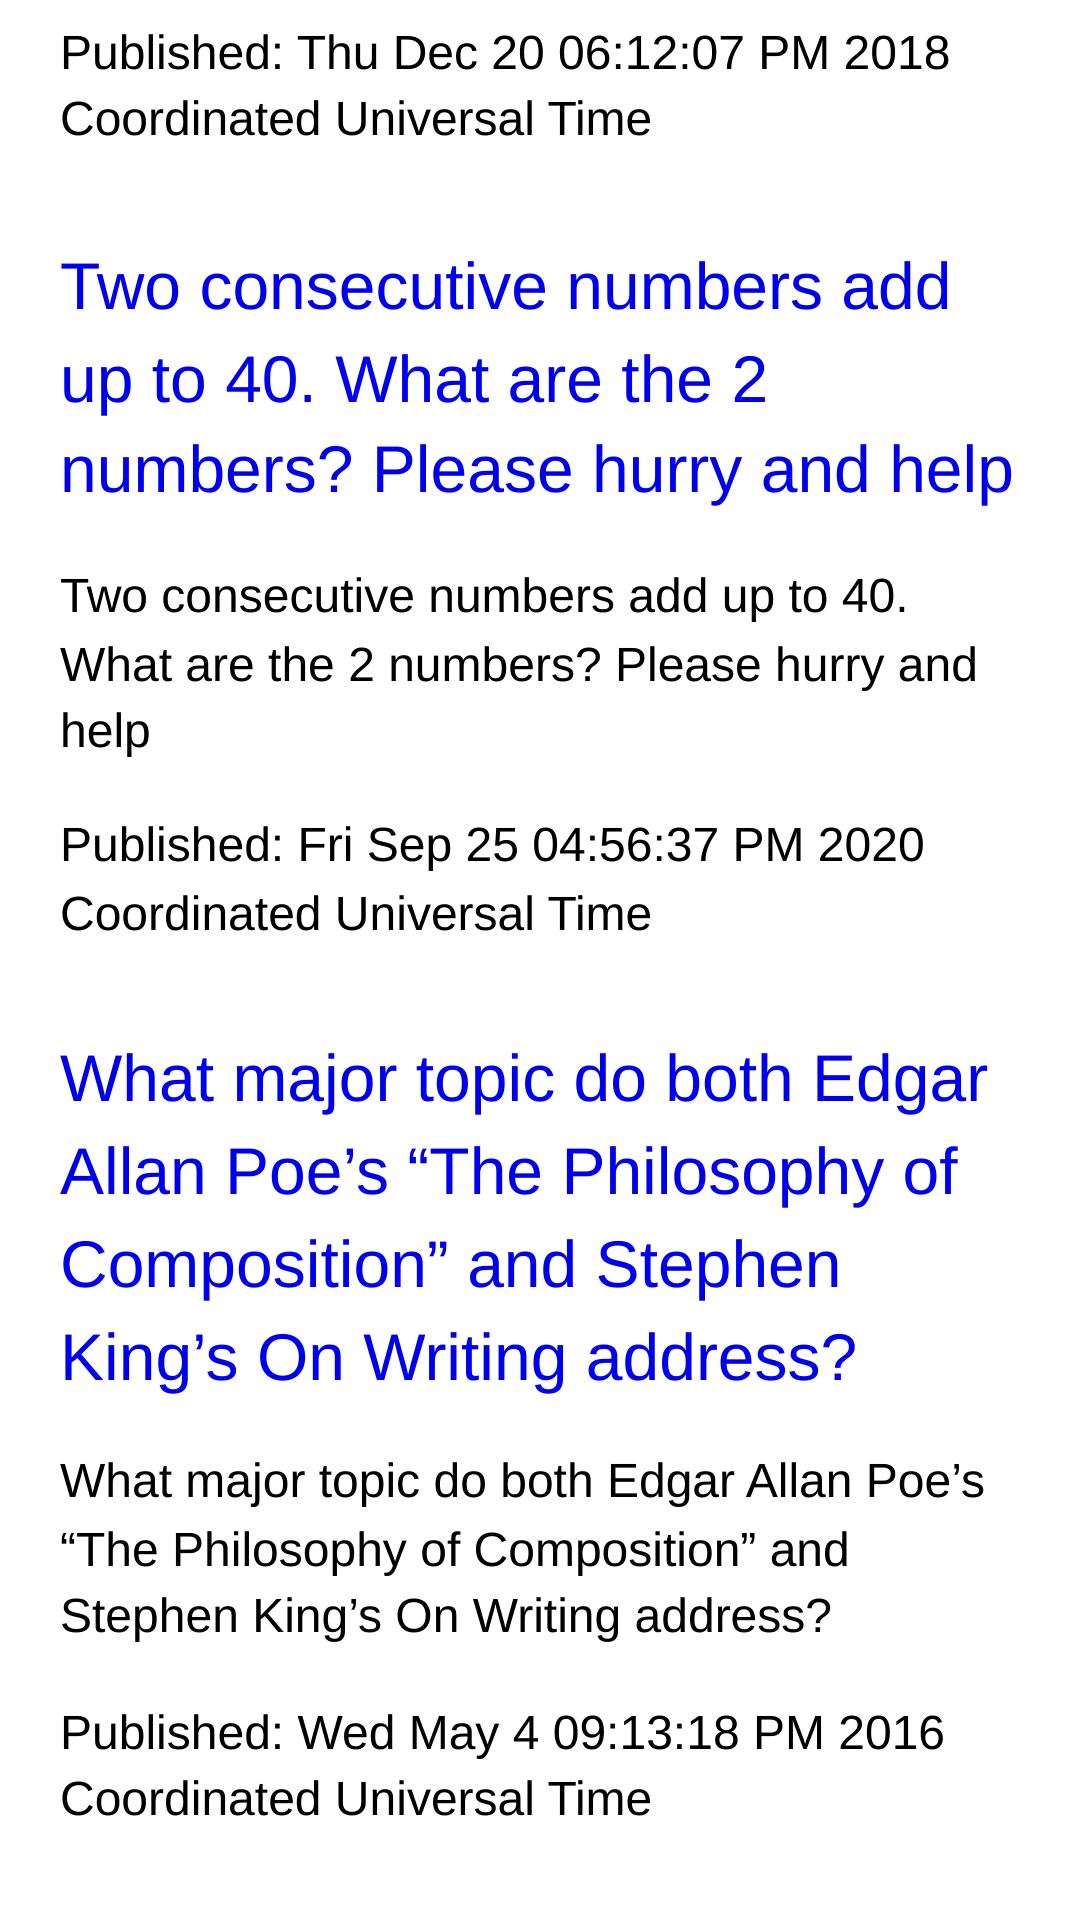 Published: Thu Dec 20 06:12:07 PM 2018
Coordinated Universal Time
Two consecutive numbers add
up to 40. What are the 2
numbers? Please hurry and help
Two consecutive numbers add up to 40.
What are the 2 numbers? Please hurry and
help
Published: Fri Sep 25 04:56:37 PM 2020
Coordinated Universal Time
What major topic do both Edgar
Allan Poe’s “The Philosophy of
Composition” and Stephen
King’s On Writing address?
What major topic do both Edgar Allan Poe’s
“The Philosophy of Composition” and
Stephen King’s On Writing address?
Published: Wed May 4 09:13:18 PM 2016
Coordinated Universal Time